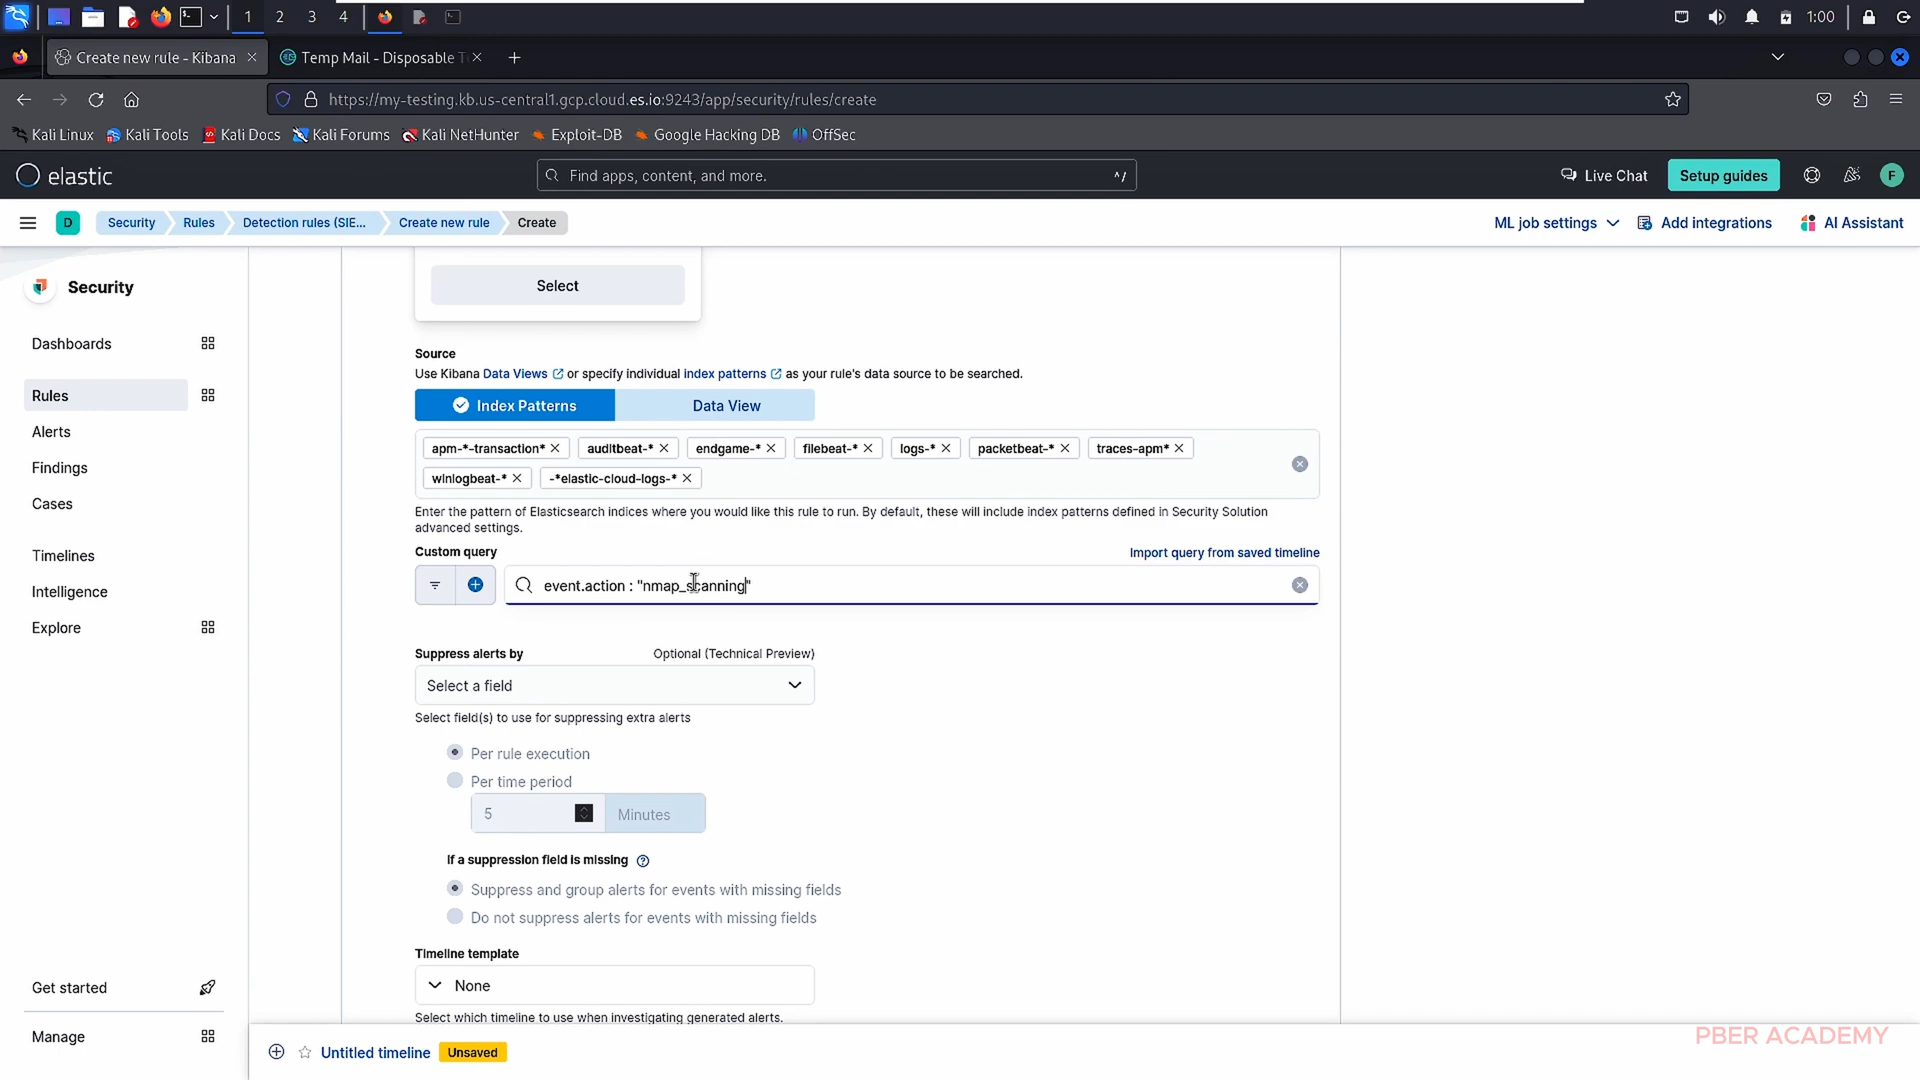 1 2 3 4 1:00
Create new rule - Kibana Temp Mail - Disposable T
https://my-testing.kb.us-central1.gcp.cloud.es.io:9243/app/security/rules/create
Kali Linux Kali Tools Kali Docs Kali Forums Kali NetHunter Exploit-DB Google Hacking DB OffSec
elastic Find apps, content, and more. ^/ Live Chat Setup guides F
D Security Rules Detection rules (SIE... Create new rule Create ML job settings Add integrations AI Assistant
Security
Dashboards
Rules
Alerts
Findings
Cases
Timelines
Intelligence
Explore
Get started
Manage
Select
Source
Use Kibana Data Views or specify individual index patterns as your rule's data source to be searched.
Index Patterns Data View
apm-*-transaction* auditbeat-* endgame-* filebeat-* logs-* packetbeat-* traces-apm*
winlogbeat-* -*elastic-cloud-logs-*
Enter the pattern of Elasticsearch indices where you would like this rule to run. By default, these will include index patterns defined in Security Solution
advanced settings.
Custom query Import query from saved timeline
event.action : "nmap_scanning"
Suppress alerts by Optional (Technical Preview)
Select a field
Select field(s) to use for suppressing extra alerts
Per rule execution
Per time period
5 Minutes
If a suppression field is missing
Suppress and group alerts for events with missing fields
Do not suppress alerts for events with missing fields
Timeline template
None
Select which timeline to use when investigating generated alerts.
Untitled timeline Unsaved
PBER ACADEMY